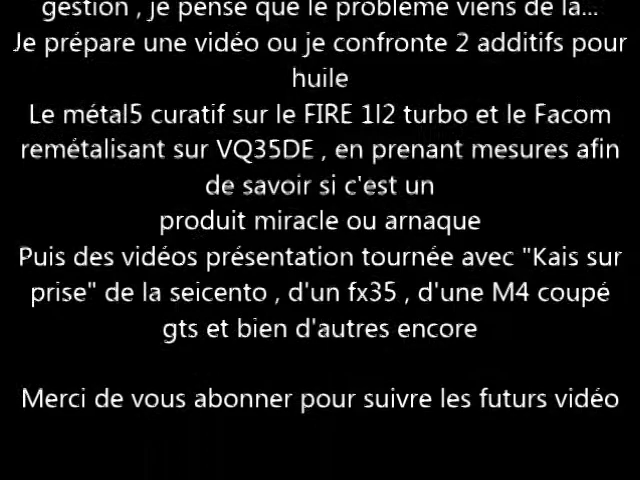 gestion , je pense que le problème viens de la...
Je prépare une vidéo ou je confronte 2 additifs pour
huile
Le métal5 curatif sur le FIRE 1l2 turbo et le Facom
remétalisant sur VQ35DE , en prenant mesures afin
de savoir si c'est un
produit miracle ou arnaque
Puis des vidéos présentation tournée avec "Kais sur
prise" de la seicento , d'un fx35 , d'une M4 coupé
gts et bien d'autres encore
Merci de vous abonner pour suivre les futurs vidéo